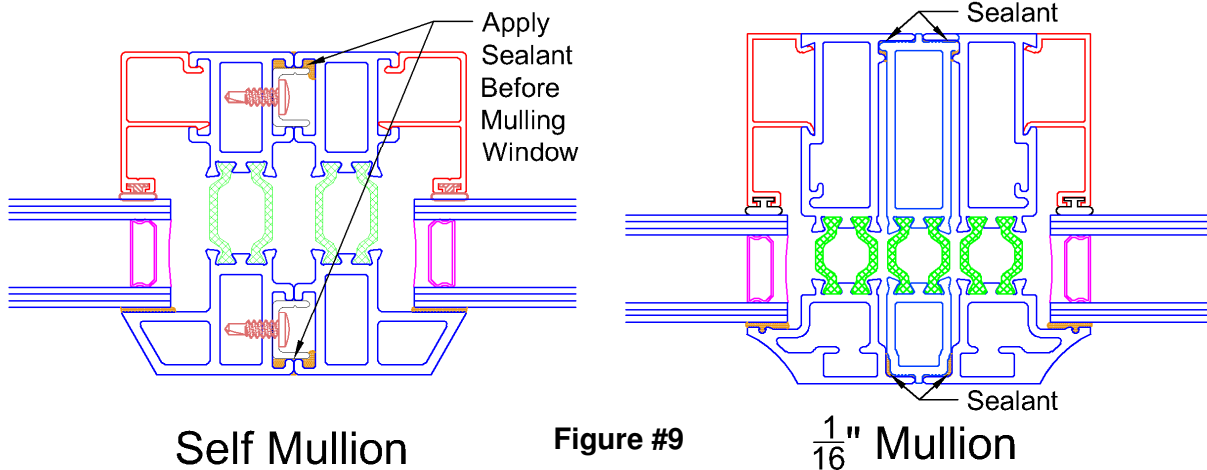 Apply
Sealant
Before
Mulling
Window
Sealant
Sealant
Self Mullion
Figure #9
1/16" Mullion